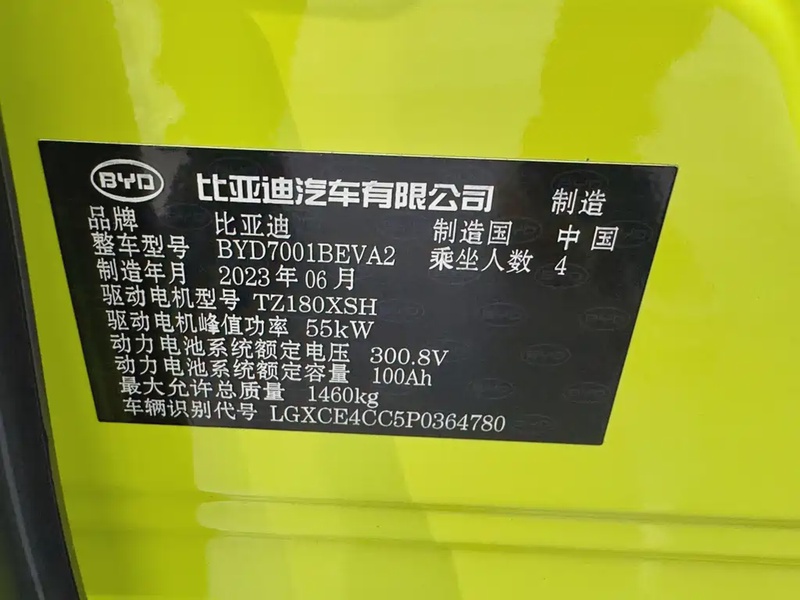 BYD 比亚迪汽车有限公司 制造
品牌 比亚迪 制造国 中国
整车型号 BYD7001BEVA2 乘坐人数 4
制造年月 2023年06月
驱动电机型号 TZ180XSH
驱动电机峰值功率 55kW
动力电池系统额定电压 300.8V
动力电池系统额定容量 100Ah
最大允许总质量 1460kg
车辆识别代号 LGXCE4CC5P0364780